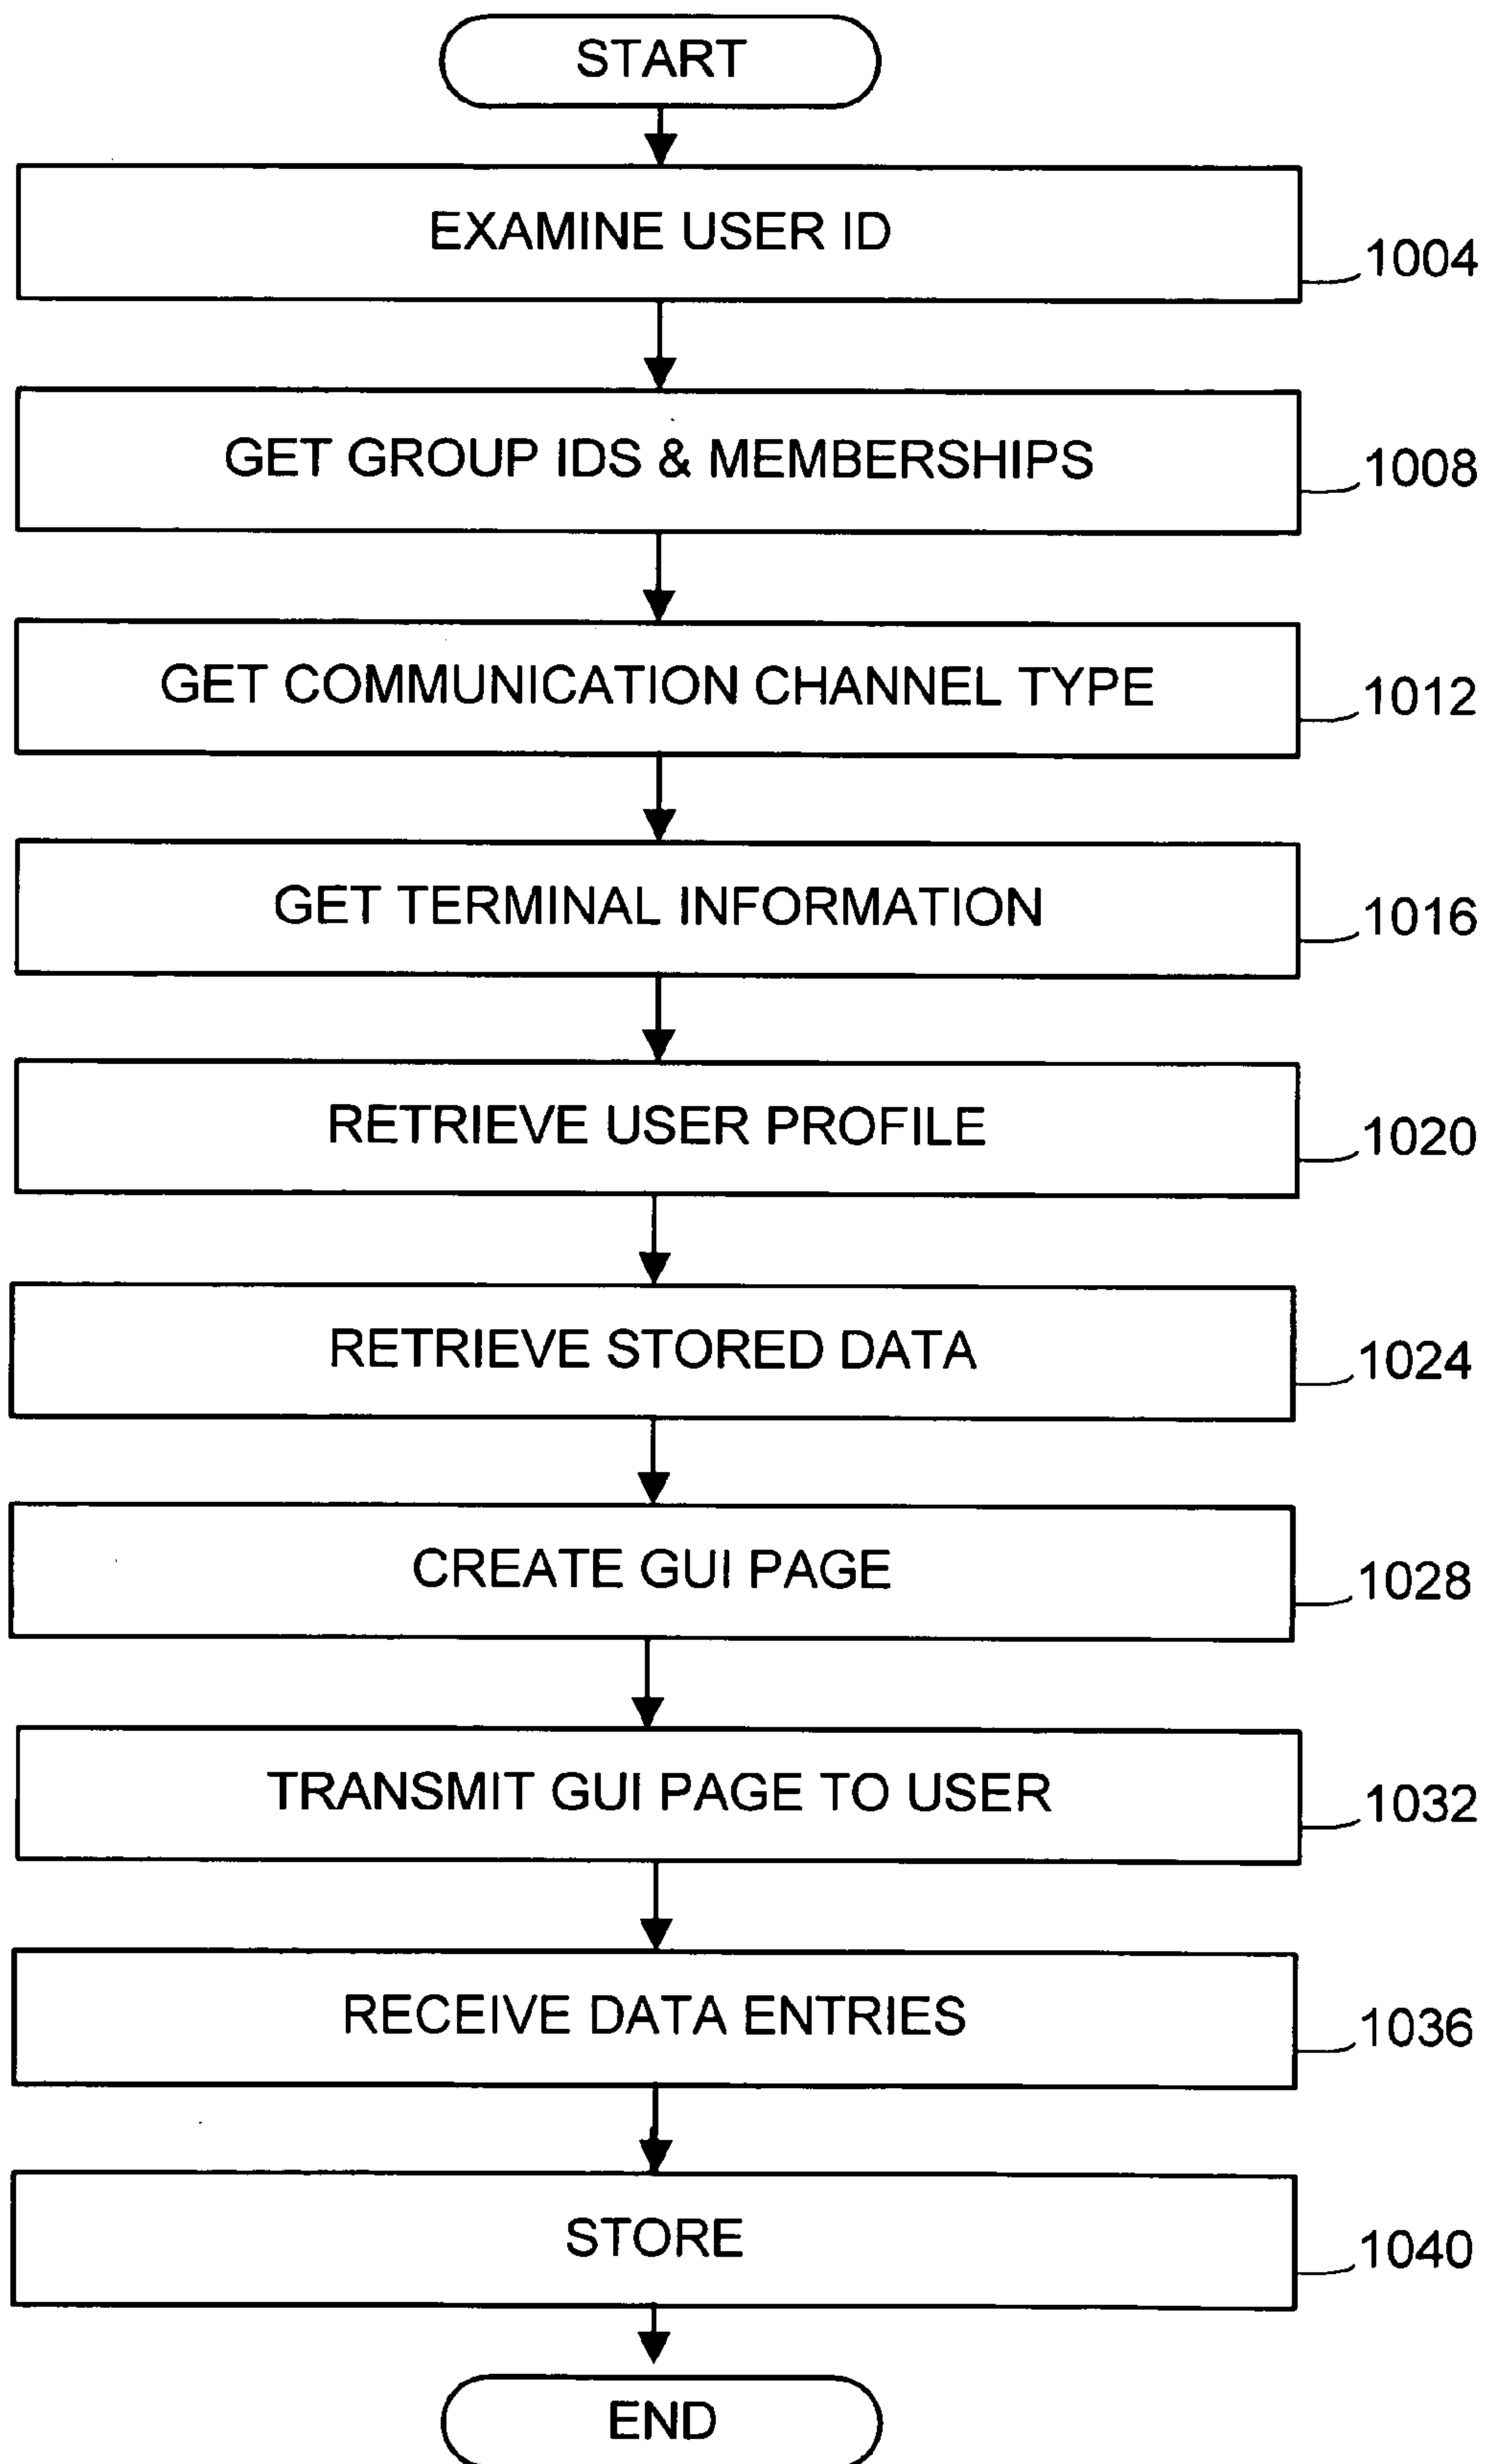 START
EXAMINE USER ID
1004
GET GROUP IDS & MEMBERSHIPS
1008
GET COMMUNICATION CHANNEL TYPE
1012
GET TERMINAL INFORMATION
1016
RETRIEVE USER PROFILE
1020
RETRIEVE STORED DATA
1024
CREATE GUI PAGE
1028
TRANSMIT GUI PAGE TO USER
1032
RECEIVE DATA ENTRIES
1036
STORE
1040
END